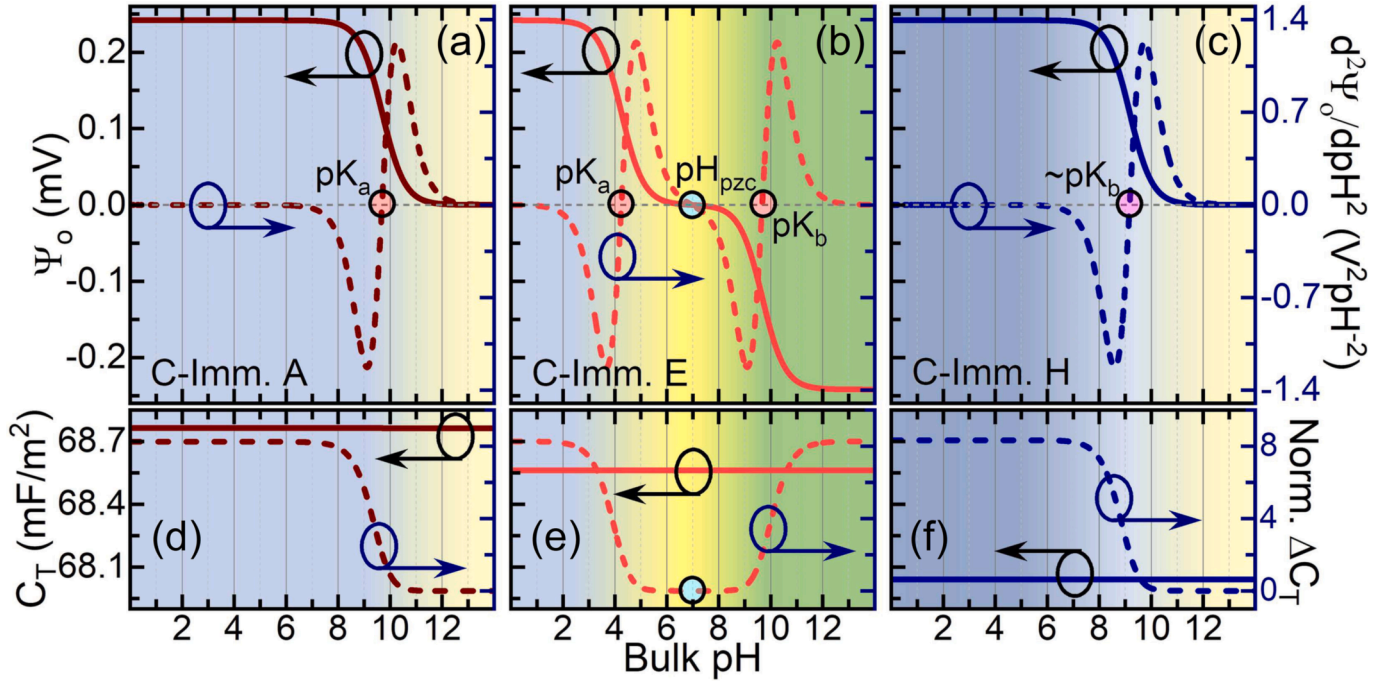 (a) (b) (c)
0.2
0.1
0.0
-0.1
-0.2
Ψo (mV)
pKa
pKa
pHpzc
pKb
~pKb
1.4
0.7
0.0
-0.7
-1.4
d2Ψo/dpH2 (V2pH-2)
C-Imm. A
C-Imm. E
C-Imm. H
68.7
68.4
68.1
CT (mF/m2)
(d) (e) (f)
8
4
0
Norm. ΔCT
2 4 6 8 10 12 2 4 6 8 10 12 2 4 6 8 10 12
Bulk pH